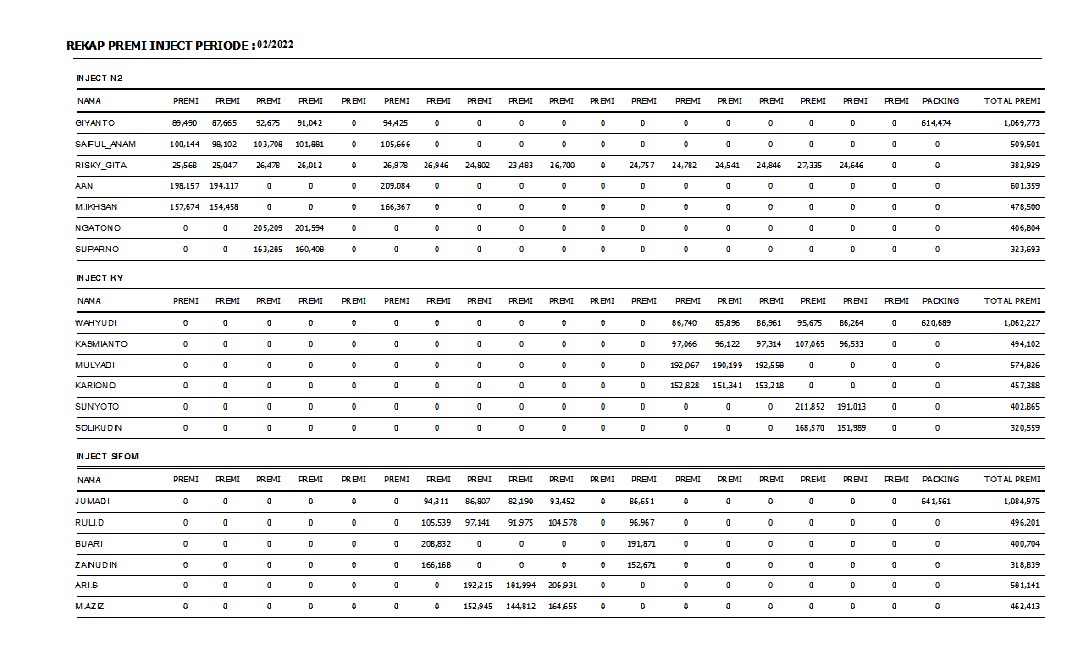 REKAP PREMI INJECT PERIODE : 02/2022
INJECT N2
NAMA PREMI PREMI PREMI PREMI PREMI PREMI PREMI PREMI PREMI PREMI PREMI PREMI PREMI PREMI PREMI PREMI PREMI PREMI PACKING TOTAL PREMI
GIYANTO 89,490 87,665 92,675 91,042 0 94,425 0 0 0 0 0 0 0 0 0 0 0 0 614,474 1,069,773
SAIFUL_ANAM 100,144 98,102 103,708 101,881 0 105,666 0 0 0 0 0 0 0 0 0 0 0 0 0 509,501
RISKY_GITA 25,568 25,047 26,478 26,012 0 26,978 26,946 24,802 23,483 26,700 0 24,757 24,782 24,541 24,846 27,335 24,646 0 0 382,929
AAN 198,157 194,117 0 0 0 209,084 0 0 0 0 0 0 0 0 0 0 0 0 0 601,359
M.IKHSAN 157,674 154,458 0 0 0 166,367 0 0 0 0 0 0 0 0 0 0 0 0 0 478,500
NGATONO 0 0 205,209 201,594 0 0 0 0 0 0 0 0 0 0 0 0 0 0 0 406,804
SUPARNO 0 0 163,285 160,408 0 0 0 0 0 0 0 0 0 0 0 0 0 0 0 323,693
INJECT KY
NAMA PREMI PREMI PREMI PREMI PREMI PREMI PREMI PREMI PREMI PREMI PREMI PREMI PREMI PREMI PREMI PREMI PREMI PREMI PACKING TOTAL PREMI
WAHYUDI 0 0 0 0 0 0 0 0 0 0 0 0 86,740 85,896 86,961 95,675 86,264 0 620,689 1,062,227
KASMIANTO 0 0 0 0 0 0 0 0 0 0 0 0 97,066 96,122 97,314 107,065 96,533 0 0 494,102
MULYADI 0 0 0 0 0 0 0 0 0 0 0 0 192,067 190,199 192,558 0 0 0 0 574,826
KARIONO 0 0 0 0 0 0 0 0 0 0 0 0 152,828 151,341 153,218 0 0 0 0 457,388
SUNYOTO 0 0 0 0 0 0 0 0 0 0 0 0 0 0 0 211,852 191,013 0 0 402,865
SOLIKUDIN 0 0 0 0 0 0 0 0 0 0 0 0 0 0 0 168,570 151,989 0 0 320,559
INJECT SIFOM
NAMA PREMI PREMI PREMI PREMI PREMI PREMI PREMI PREMI PREMI PREMI PREMI PREMI PREMI PREMI PREMI PREMI PREMI PREMI PACKING TOTAL PREMI
JUMADI 0 0 0 0 0 0 94,311 86,807 82,190 93,452 0 86,651 0 0 0 0 0 0 641,561 1,084,975
RULI.D 0 0 0 0 0 0 105,539 97,141 91,975 104,578 0 96,967 0 0 0 0 0 0 0 496,201
BUARI 0 0 0 0 0 0 208,832 0 0 0 0 191,871 0 0 0 0 0 0 0 400,704
ZAINUDIN 0 0 0 0 0 0 166,168 0 0 0 0 152,671 0 0 0 0 0 0 0 318,839
ARI.B 0 0 0 0 0 0 0 192,215 181,994 206,931 0 0 0 0 0 0 0 0 0 581,141
M.AZIZ 0 0 0 0 0 0 0 152,945 144,812 164,655 0 0 0 0 0 0 0 0 0 462,413